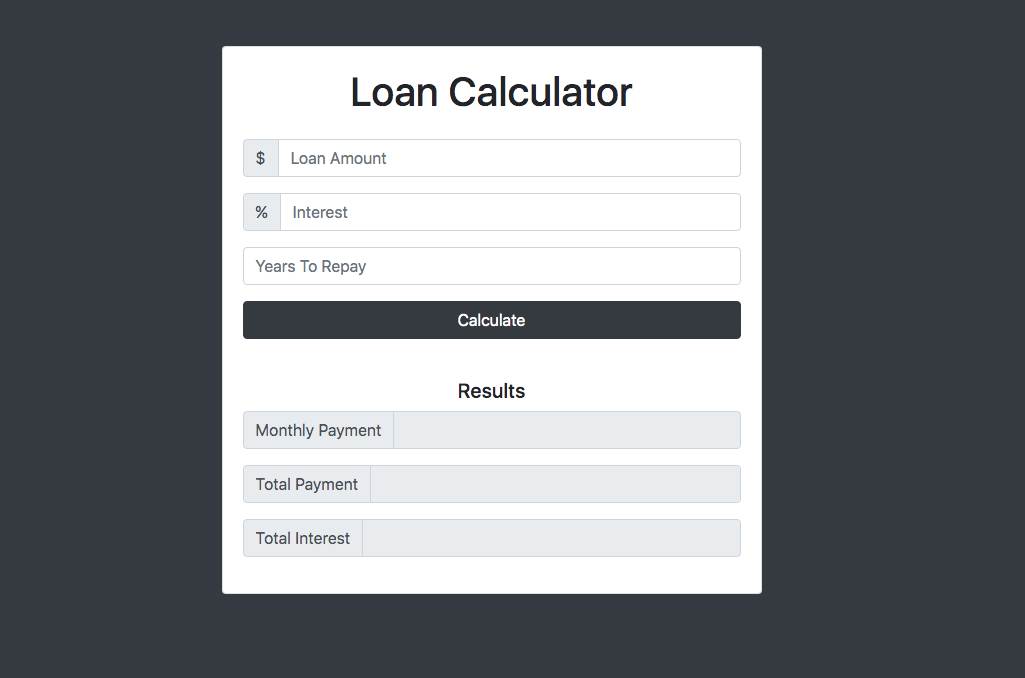 Loan Calculator
$ Loan Amount
% Interest
Years To Repay
Calculate
Results
Monthly Payment
Total Payment
Total Interest